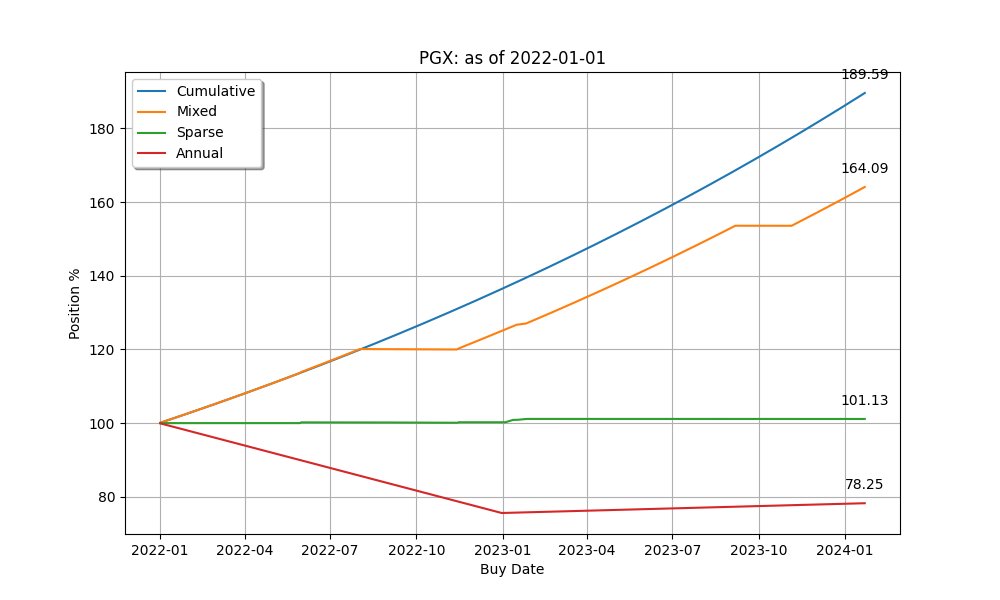 PGX: as of 2022-01-01
189.59
Cumulative
Mixed
Sparse
Annual
180
164.09
160
140
120
101.13
100
78.25
80
Position %
2022-01 2022-04 2022-07 2022-10 2023-01 2023-04 2023-07 2023-10 2024-01
Buy Date